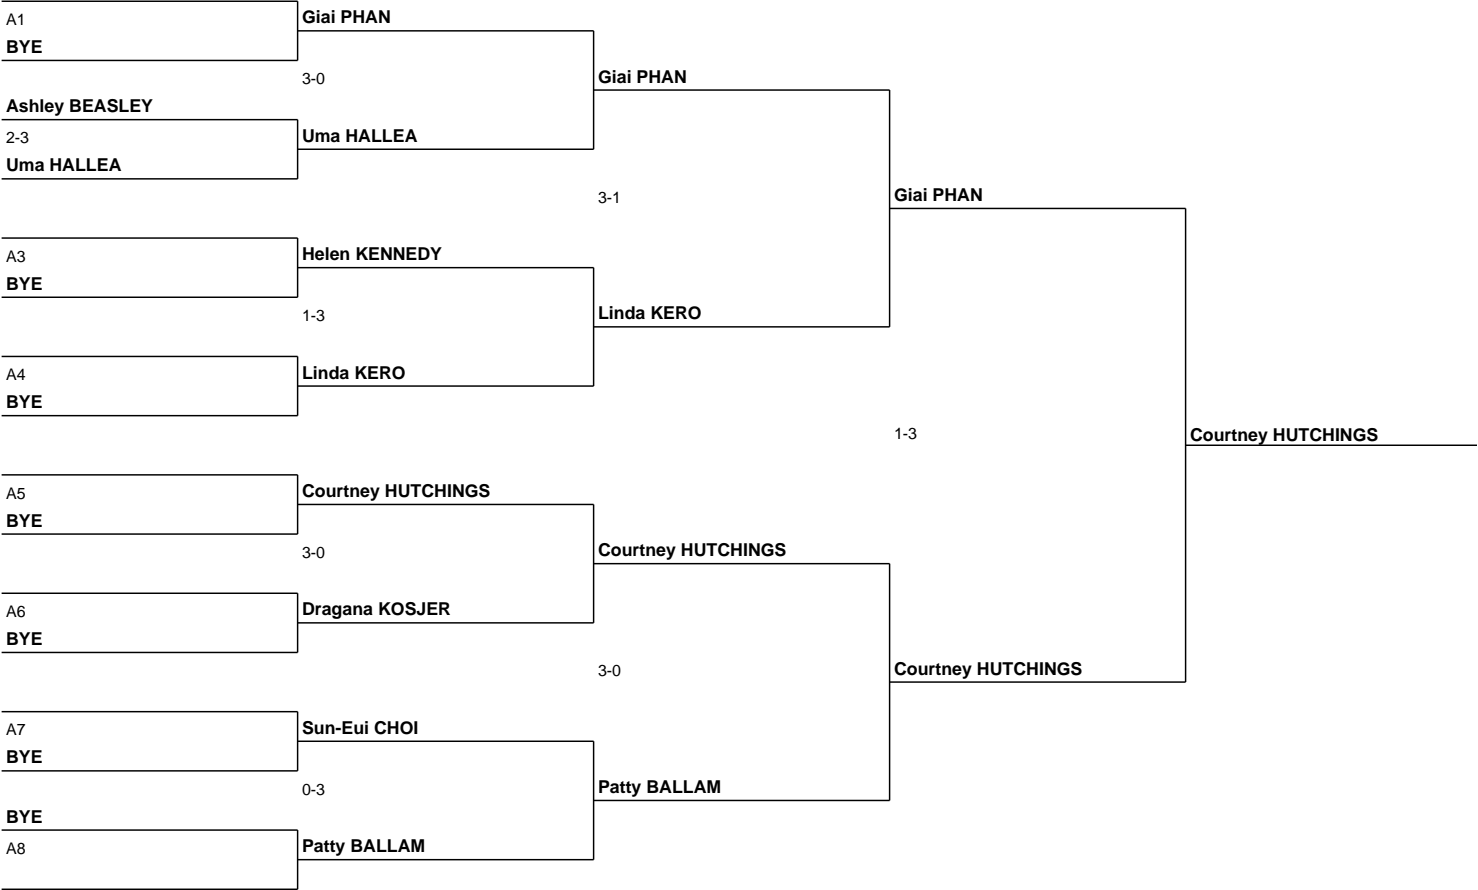 A1
BYE
Giai PHAN
3-0
Ashley BEASLEY
2-3
Uma HALLEA
Uma HALLEA
Giai PHAN
3-1
A3
BYE
Helen KENNEDY
1-3
A4
BYE
Linda KERO
Linda KERO
Giai PHAN
1-3
Courtney HUTCHINGS
A5
BYE
Courtney HUTCHINGS
3-0
A6
BYE
Dragana KOSJER
Courtney HUTCHINGS
3-0
Courtney HUTCHINGS
A7
BYE
Sun-Eui CHOI
0-3
BYE
A8
Patty BALLAM
Patty BALLAM